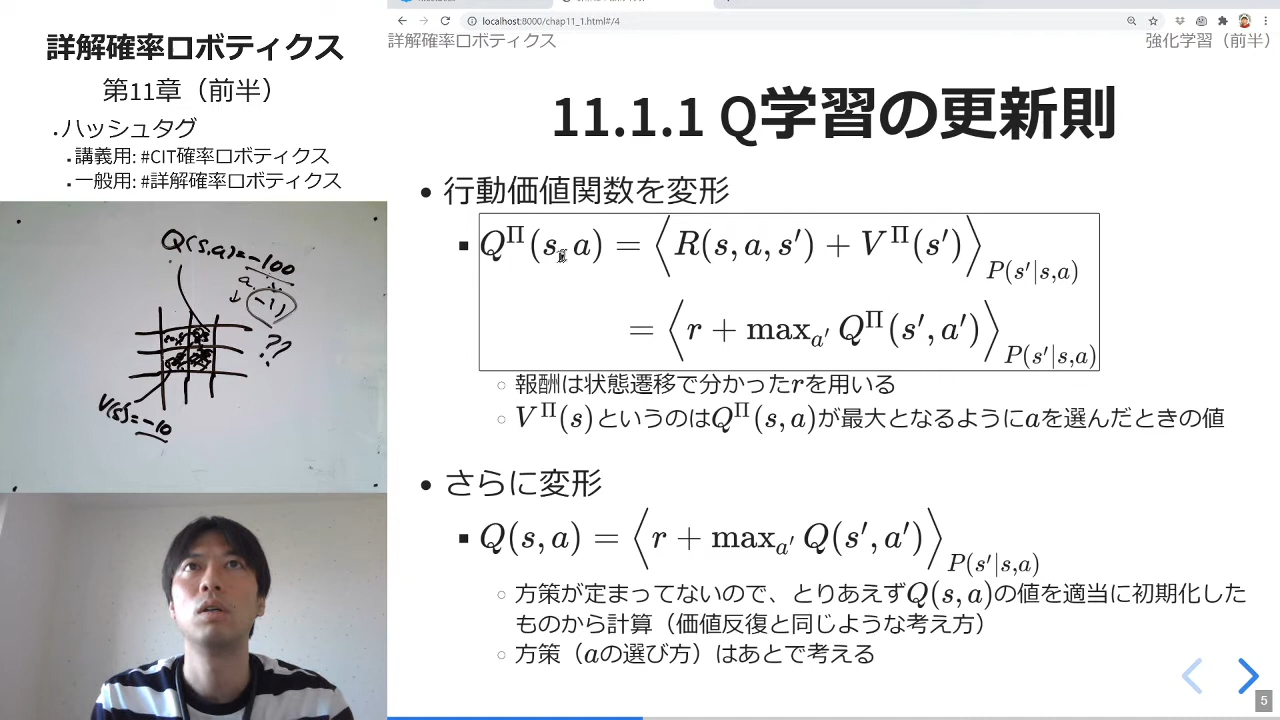 詳解確率ロボティクス
第11章（前半）
・ハッシュタグ
▪講義用: #CIT確率ロボティクス
▪一般用: #詳解確率ロボティクス
Q(s,a)=-100
a
↓
-1
??
V(s)=-10
localhost:8000/chap11_1.html#/4
詳解確率ロボティクス
強化学習（前半）
11.1.1 Q学習の更新則
• 行動価値関数を変形
▪ Q^Π(s, a) = ⟨R(s, a, s′) + V^Π(s′)⟩_P(s′|s,a)
= ⟨r + max_a′ Q^Π(s′, a′)⟩_P(s′|s,a)
○ 報酬は状態遷移で分かったrを用いる
○ V^Π(s)というのはQ^Π(s, a)が最大となるようにaを選んだときの値
• さらに変形
▪ Q(s, a) = ⟨r + max_a′ Q(s′, a′)⟩_P(s′|s,a)
○ 方策が定まってないので、とりあえずQ(s, a)の値を適当に初期化した
ものから計算（価値反復と同じような考え方）
○ 方策（aの選び方）はあとで考える
5